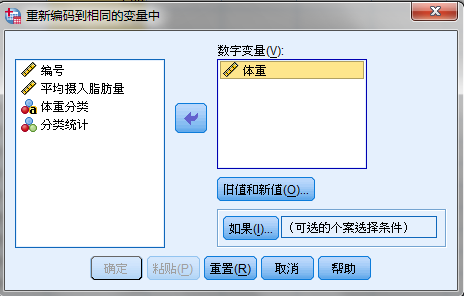 重新编码到相同的变量中
数字变量(V):
编号
平均摄入脂肪量
体重分类
分类统计
体重
旧值和新值(O)...
如果(I)...
（可选的个案选择条件）
确定
粘贴(P)
重置(R)
取消
帮助